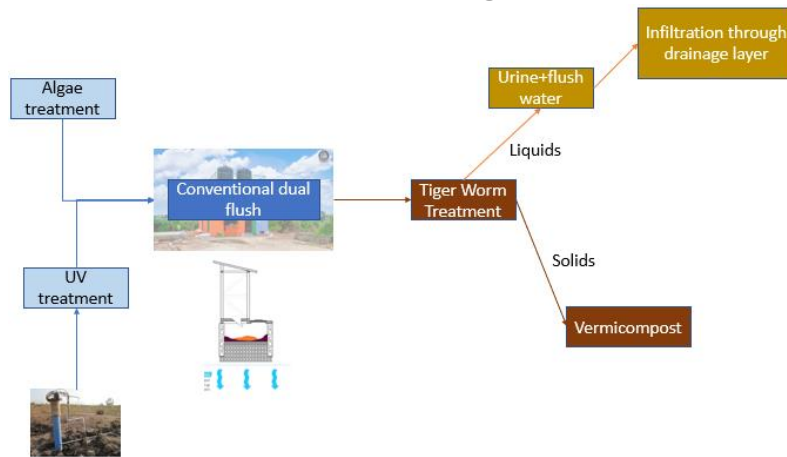 Infiltration through
drainage layer
Urine+flush
water
Algae
treatment
Liquids
Conventional dual
flush
Tiger Worm
Treatment
Solids
UV
treatment
Vermicompost